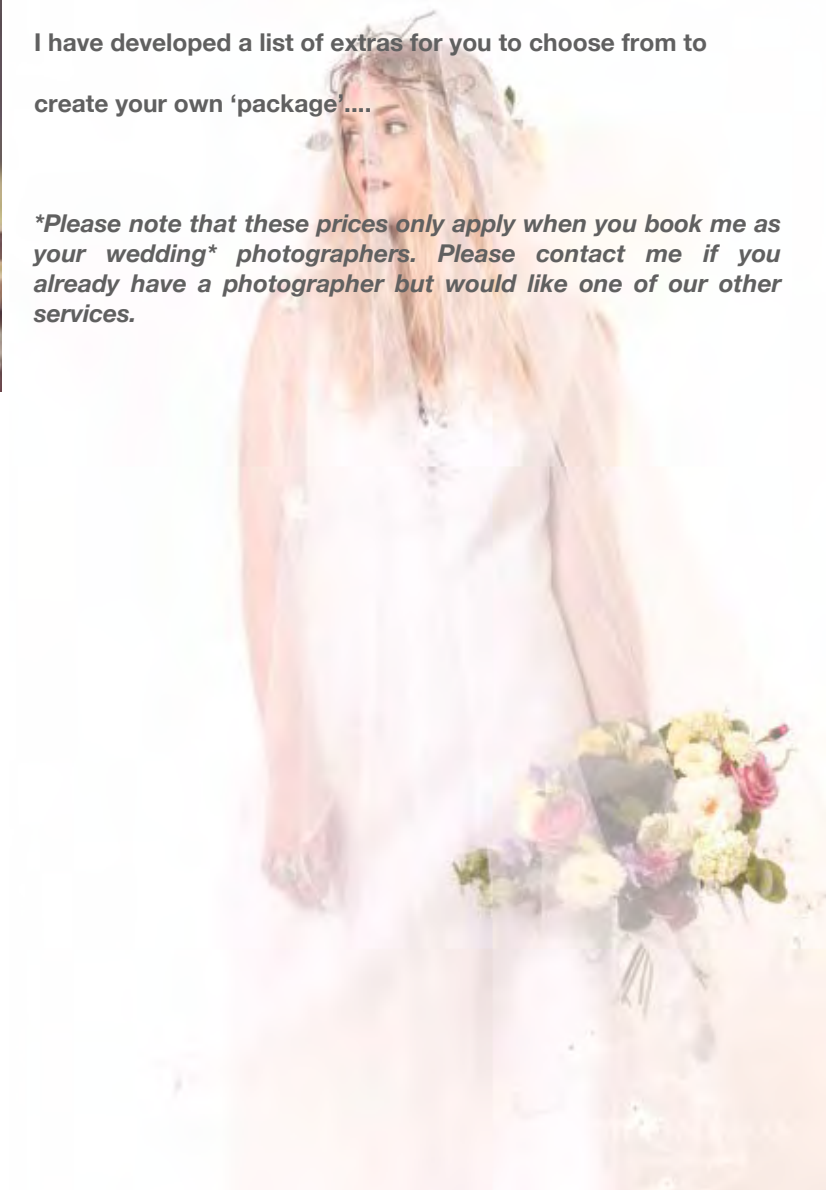 I have developed a list of extras for you to choose from to
create your own ‘package’....
*Please note that these prices only apply when you book me as
your wedding* photographers. Please contact me if you
already have a photographer but would like one of our other
services.